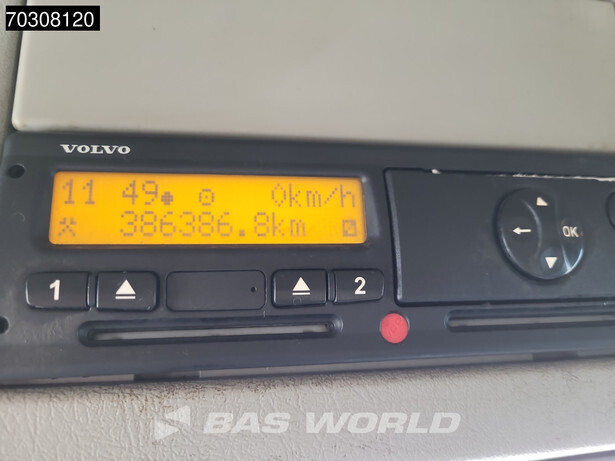 70308120
VOLVO
11 49 0km/h
386386.8km
1 2
OK
BAS WORLD